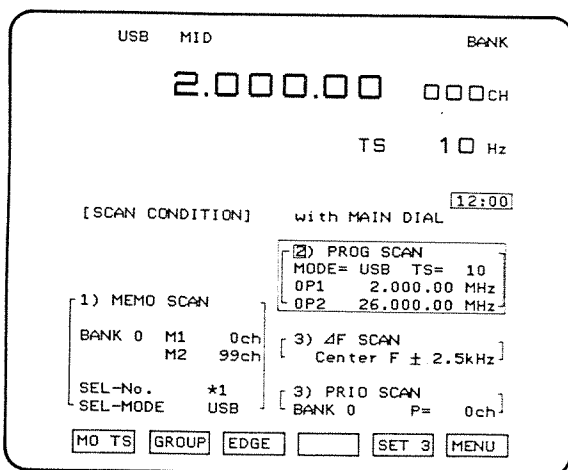 USB MID BANK
2.000.00 000CH
TS 10 Hz
12:00
[SCAN CONDITION] with MAIN DIAL
2) PROG SCAN
MODE= USB TS= 10
OP1 2.000.00 MHz
OP2 26.000.00 MHz
1) MEMO SCAN
BANK 0 M1 0ch
M2 99ch
SEL-No. *1
SEL-MODE USB
3) ⊿F SCAN
Center F ± 2.5kHz
3) PRIO SCAN
BANK 0 P= 0ch
MO TS GROUP EDGE SET 3 MENU